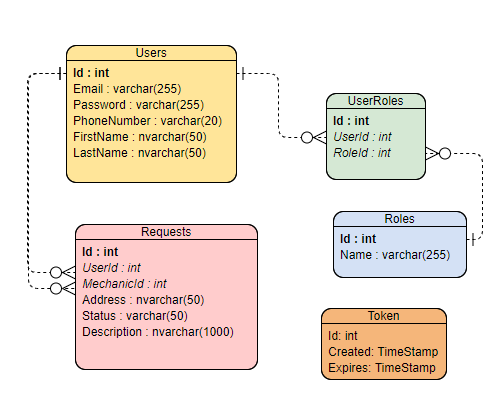 Users
Id : int
Email : varchar(255)
Password : varchar(255)
PhoneNumber : varchar(20)
FirstName : nvarchar(50)
LastName : nvarchar(50)
UserRoles
Id : int
UserId : int
RoleId : int
Requests
Id : int
UserId : int
MechanicId : int
Address : nvarchar(50)
Status : varchar(50)
Description : nvarchar(1000)
Roles
Id : int
Name : varchar(255)
Token
Id: int
Created: TimeStamp
Expires: TimeStamp